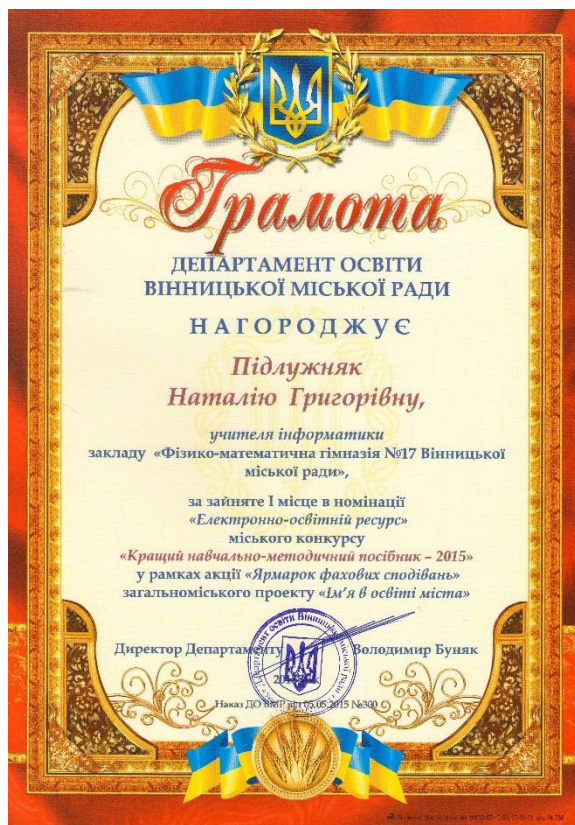 Грамота
ДЕПАРТАМЕНТ ОСВІТИ
ВІННИЦЬКОЇ МІСЬКОЇ РАДИ
НАГОРОДЖУЄ
Підлужняк
Наталію Григорівну,
учителя інформатики
закладу «Фізико-математична гімназія №17 Вінницької
міської ради»,
за зайняте І місце в номінації
«Електронно-освітній ресурс»
міського конкурсу
«Кращий навчально-методичний посібник – 2015»
у рамках акції «Ярмарок фахових сподівань»
загальноміського проекту «Ім’я в освіті міста»
Директор Департаменту Володимир Буняк
Наказ ДО ВМР від 05.05.2015 №300